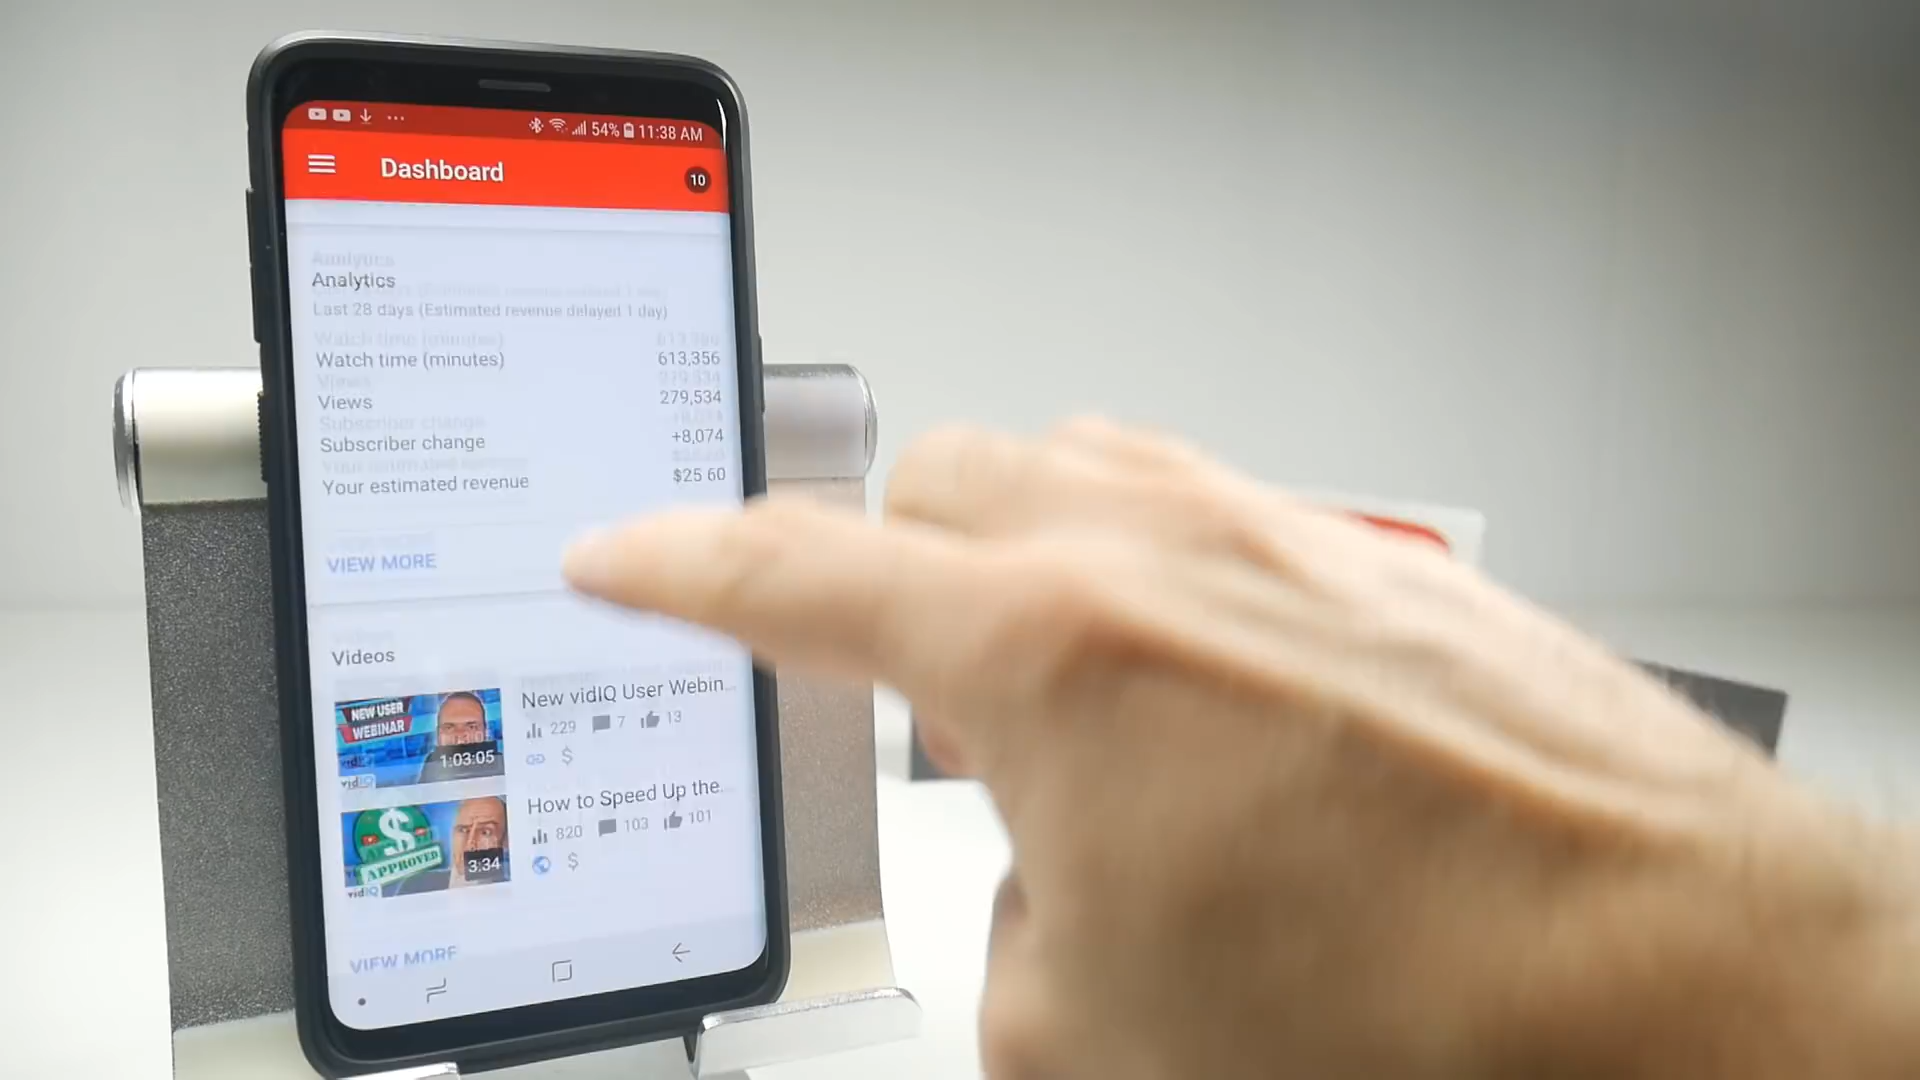 54% 11:38 AM
Dashboard
10
Analytics
Last 28 days (Estimated revenue delayed 1 day)
Watch time (minutes) 613,356
Views 279,534
Subscriber change +8,074
Your estimated revenue $25 60
VIEW MORE
Videos
NEW USER
WEBINAR
1:03:05
vidIQ
New vidIQ User Webin...
229 7 13
$
$
APPROVED
3:34
vidIQ
How to Speed Up the...
820 103 101
$
VIEW MORE